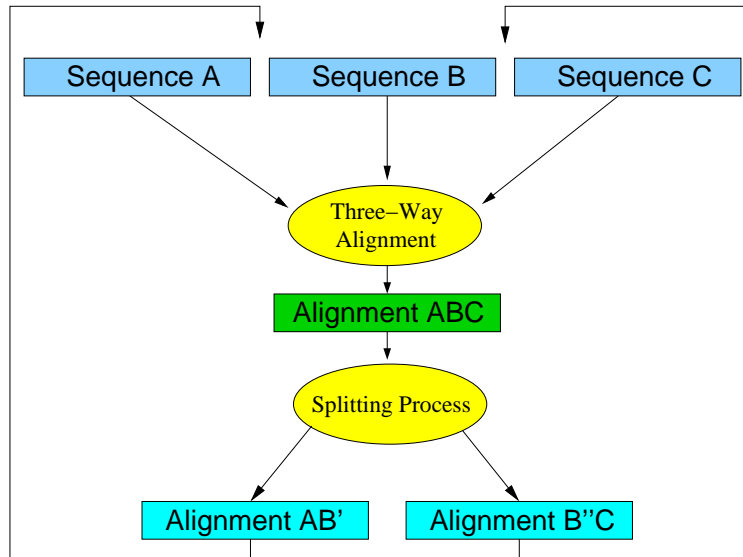 Sequence A
Sequence B
Sequence C
Three−Way
Alignment
Alignment ABC
Splitting Process
Alignment AB'
Alignment B''C